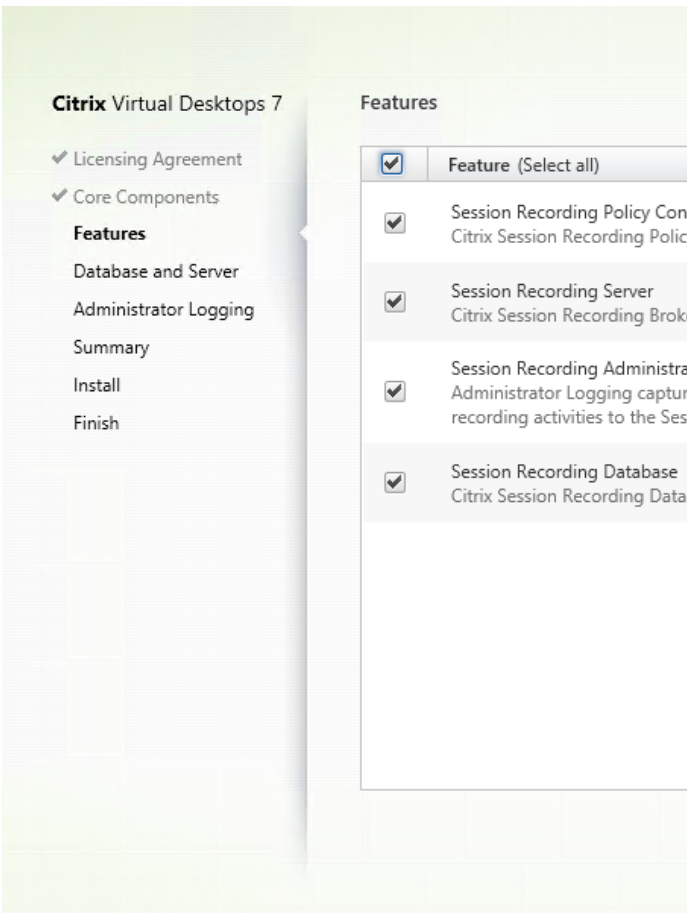 Citrix Virtual Desktops 7
Licensing Agreement
Core Components
Features
Database and Server
Administrator Logging
Summary
Install
Finish
Features
Feature (Select all)
Session Recording Policy Con
Citrix Session Recording Polic
Session Recording Server
Citrix Session Recording Brok
Session Recording Administra
Administrator Logging captur
recording activities to the Ses
Session Recording Database
Citrix Session Recording Data